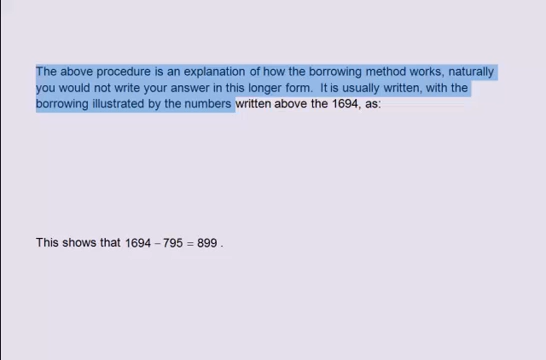 The above procedure is an explanation of how the borrowing method works, naturally
you would not write your answer in this longer form.  It is usually written, with the
borrowing illustrated by the numbers written above the 1694, as:
This shows that 1694 – 795 = 899 .